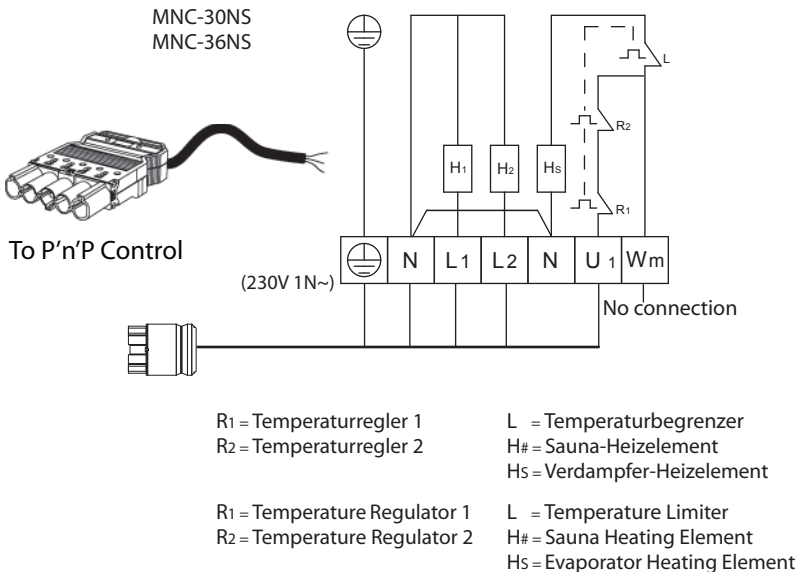 MNC-30NS
MNC-36NS
L
R2
H1
H2
Hs
R1
To P'n'P Control
(230V 1N~)
N L1 L2 N U1 Wm
No connection
R1 = Temperaturregler 1
R2 = Temperaturregler 2
L = Temperaturbegrenzer
H# = Sauna-Heizelement
Hs = Verdampfer-Heizelement
R1 = Temperature Regulator 1
R2 = Temperature Regulator 2
L = Temperature Limiter
H# = Sauna Heating Element
Hs = Evaporator Heating Element